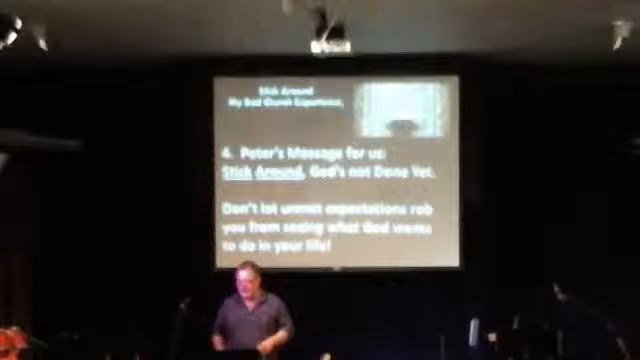 Stick Around
My Bad Church Experience,
4. Peter's Message for us:
Stick Around, God's not Done Yet.
Don't let unmet expectations rob
you from seeing what God wants
to do in your life!